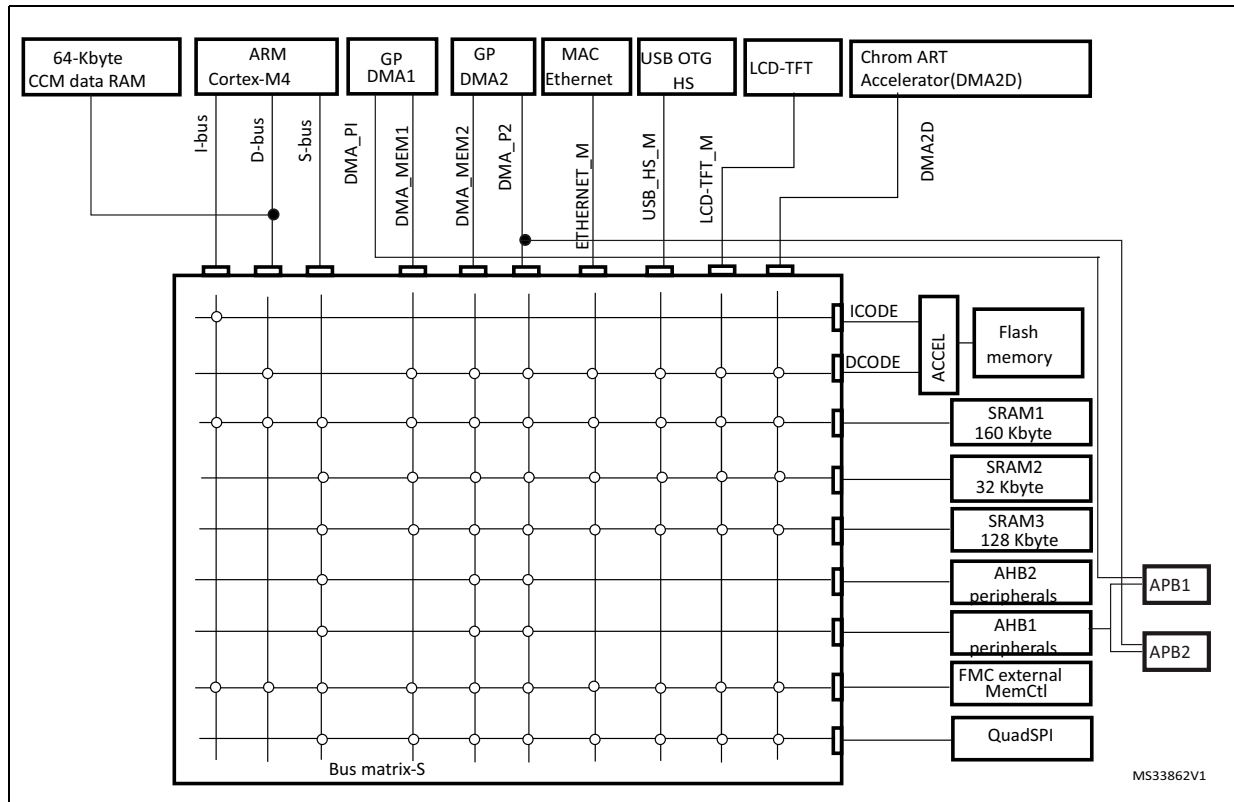 64-Kbyte
CCM data RAM
ARM
Cortex-M4
GP
DMA1
GP
DMA2
MAC
Ethernet
USB OTG
HS
LCD-TFT
Chrom ART
Accelerator(DMA2D)
I-bus
D-bus
S-bus
DMA_PI
DMA_MEM1
DMA_MEM2
DMA_P2
ETHERNET_M
USB_HS_M
LCD-TFT_M
DMA2D
ICODE
DCODE
ACCEL
Flash
memory
SRAM1
160 Kbyte
SRAM2
32 Kbyte
SRAM3
128 Kbyte
AHB2
peripherals
AHB1
peripherals
APB1
APB2
FMC external
MemCtl
QuadSPI
Bus matrix-S
MS33862V1